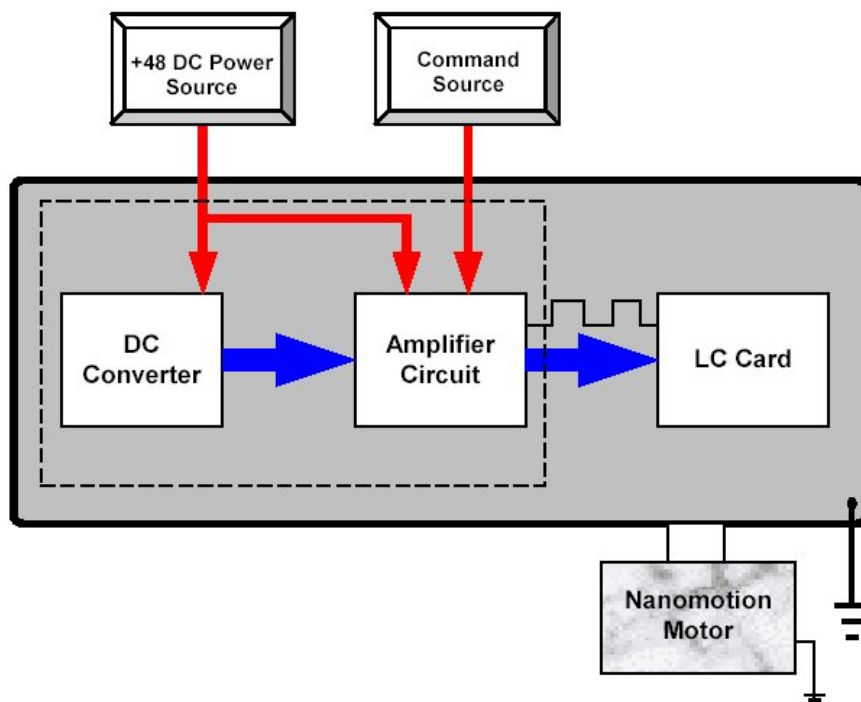 +48 DC Power
Source
Command
Source
DC
Converter
Amplifier
Circuit
LC Card
Nanomotion
Motor